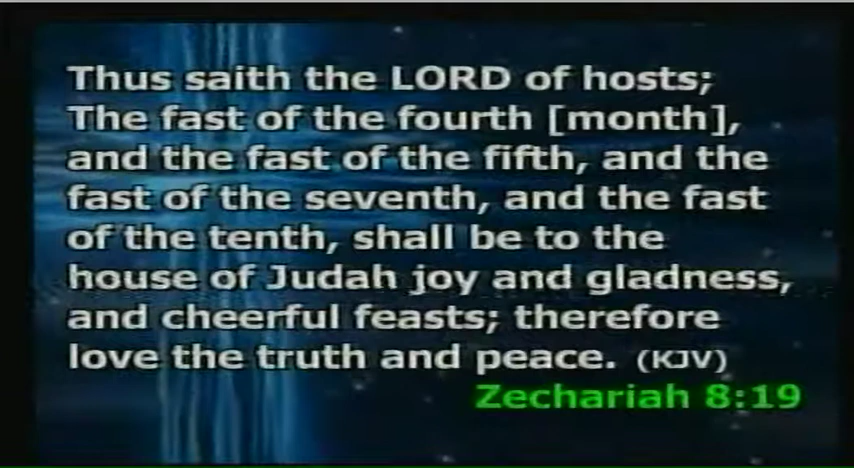 Thus saith the LORD of hosts;
The fast of the fourth [month],
and the fast of the fifth, and the
fast of the seventh, and the fast
of the tenth, shall be to the
house of Judah joy and gladness,
and cheerful feasts; therefore
love the truth and peace. (KJV)
Zechariah 8:19